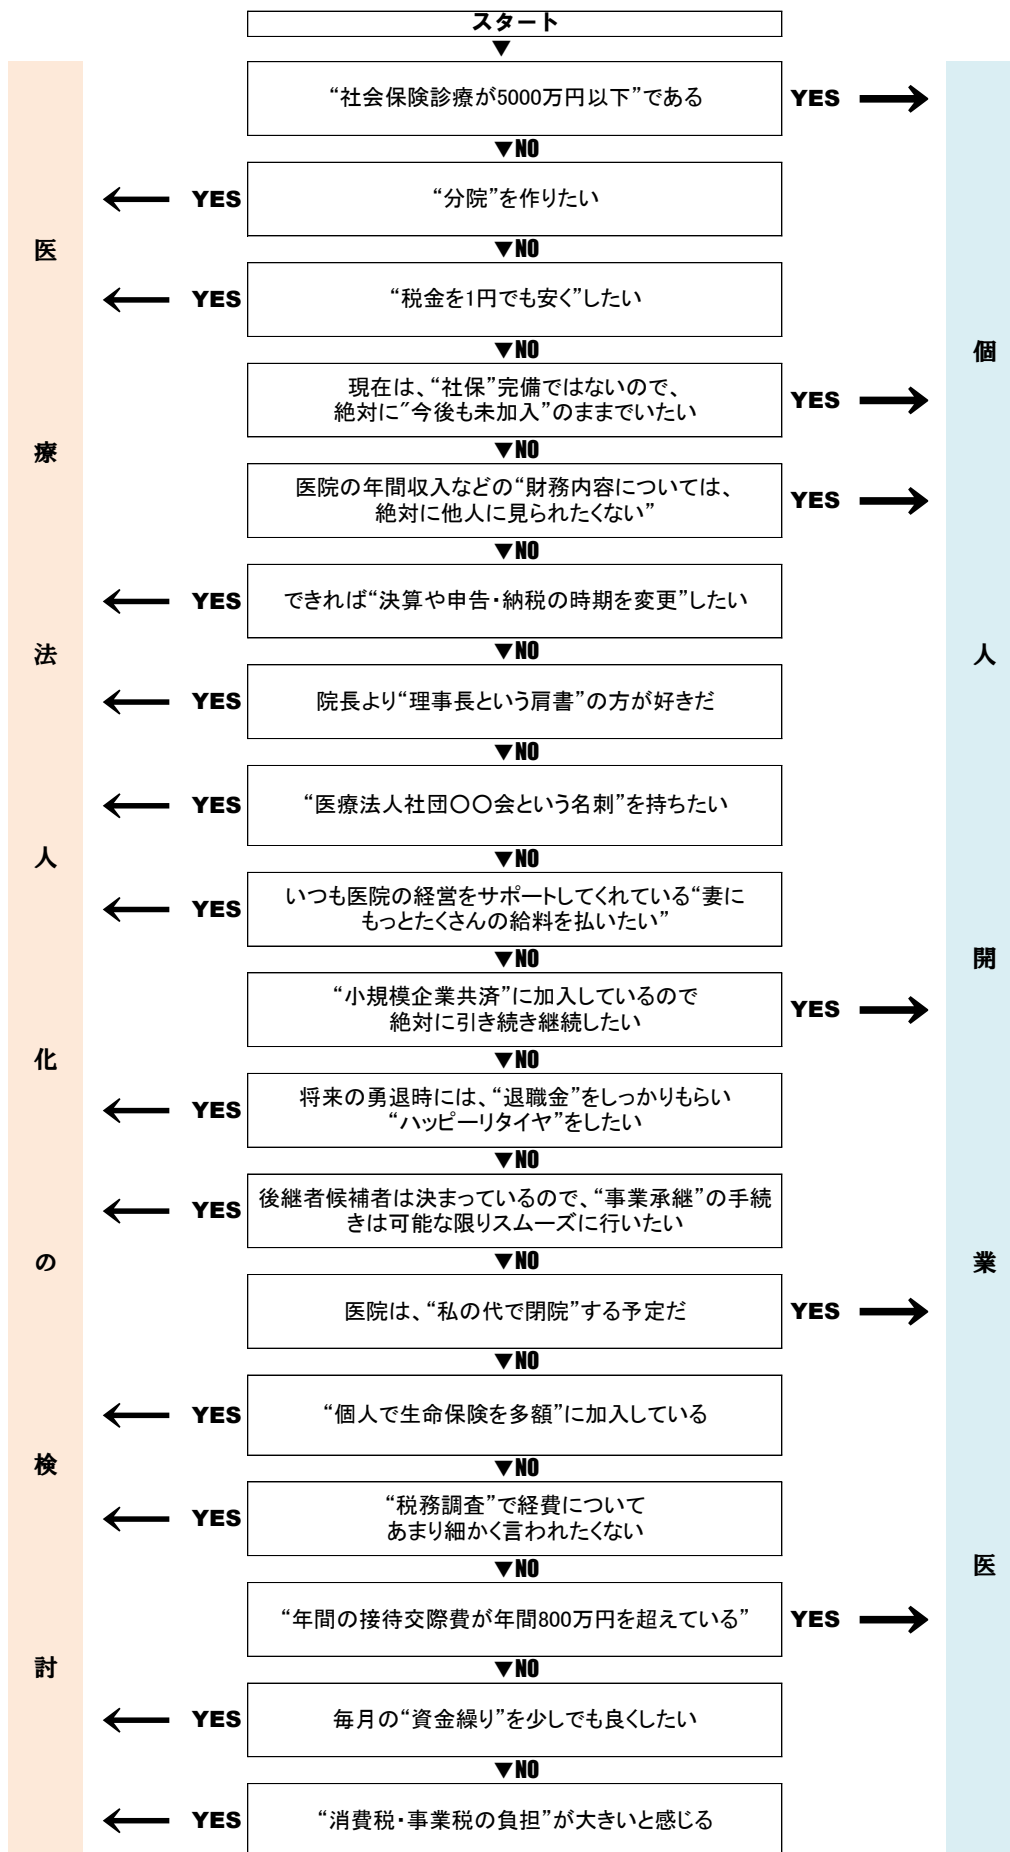 スタート
▼
“社会保険診療が5000万円以下”である
YES
▼NO
YES
“分院”を作りたい
▼NO
YES
“税金を1円でも安く”したい
▼NO
現在は、“社保”完備ではないので、
絶対に″今後も未加入”のままでいたい
YES
▼NO
医院の年間収入などの“財務内容については、
絶対に他人に見られたくない”
YES
▼NO
YES
できれば“決算や申告・納税の時期を変更”したい
▼NO
YES
院長より“理事長という肩書”の方が好きだ
▼NO
YES
“医療法人社団〇〇会という名刺”を持ちたい
▼NO
YES
いつも医院の経営をサポートしてくれている“妻に
もっとたくさんの給料を払いたい”
▼NO
“小規模企業共済”に加入しているので
絶対に引き続き継続したい
YES
▼NO
YES
将来の勇退時には、“退職金”をしっかりもらい
“ハッピーリタイヤ”をしたい
▼NO
YES
後継者候補者は決まっているので、“事業承継”の手続
きは可能な限りスムーズに行いたい
▼NO
医院は、“私の代で閉院”する予定だ
YES
▼NO
YES
“個人で生命保険を多額”に加入している
▼NO
YES
“税務調査”で経費について
あまり細かく言われたくない
▼NO
“年間の接待交際費が年間800万円を超えている”
YES
▼NO
YES
毎月の“資金繰り”を少しでも良くしたい
▼NO
YES
“消費税・事業税の負担”が大きいと感じる
医療法人化の検討
個人開業医